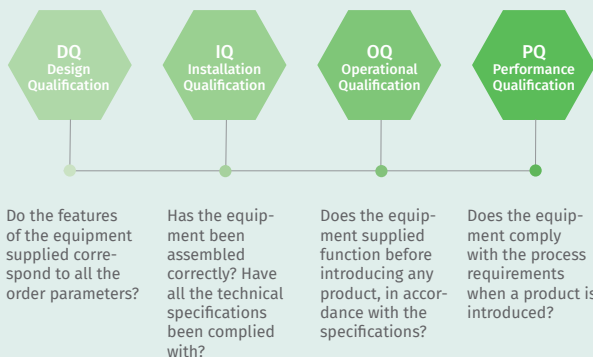 DQ
Design
Qualification
IQ
Installation
Qualification
OQ
Operational
Qualification
PQ
Performance
Qualification
Do the features
of the equipment
supplied corre-
spond to all the
order parameters?
Has the equip-
ment been
assembled
correctly? Have
all the technical
specifications
been complied
with?
Does the equip-
ment supplied
function before
introducing any
product, in accor-
dance with the
specifications?
Does the equip-
ment comply
with the process
requirements
when a product is
introduced?